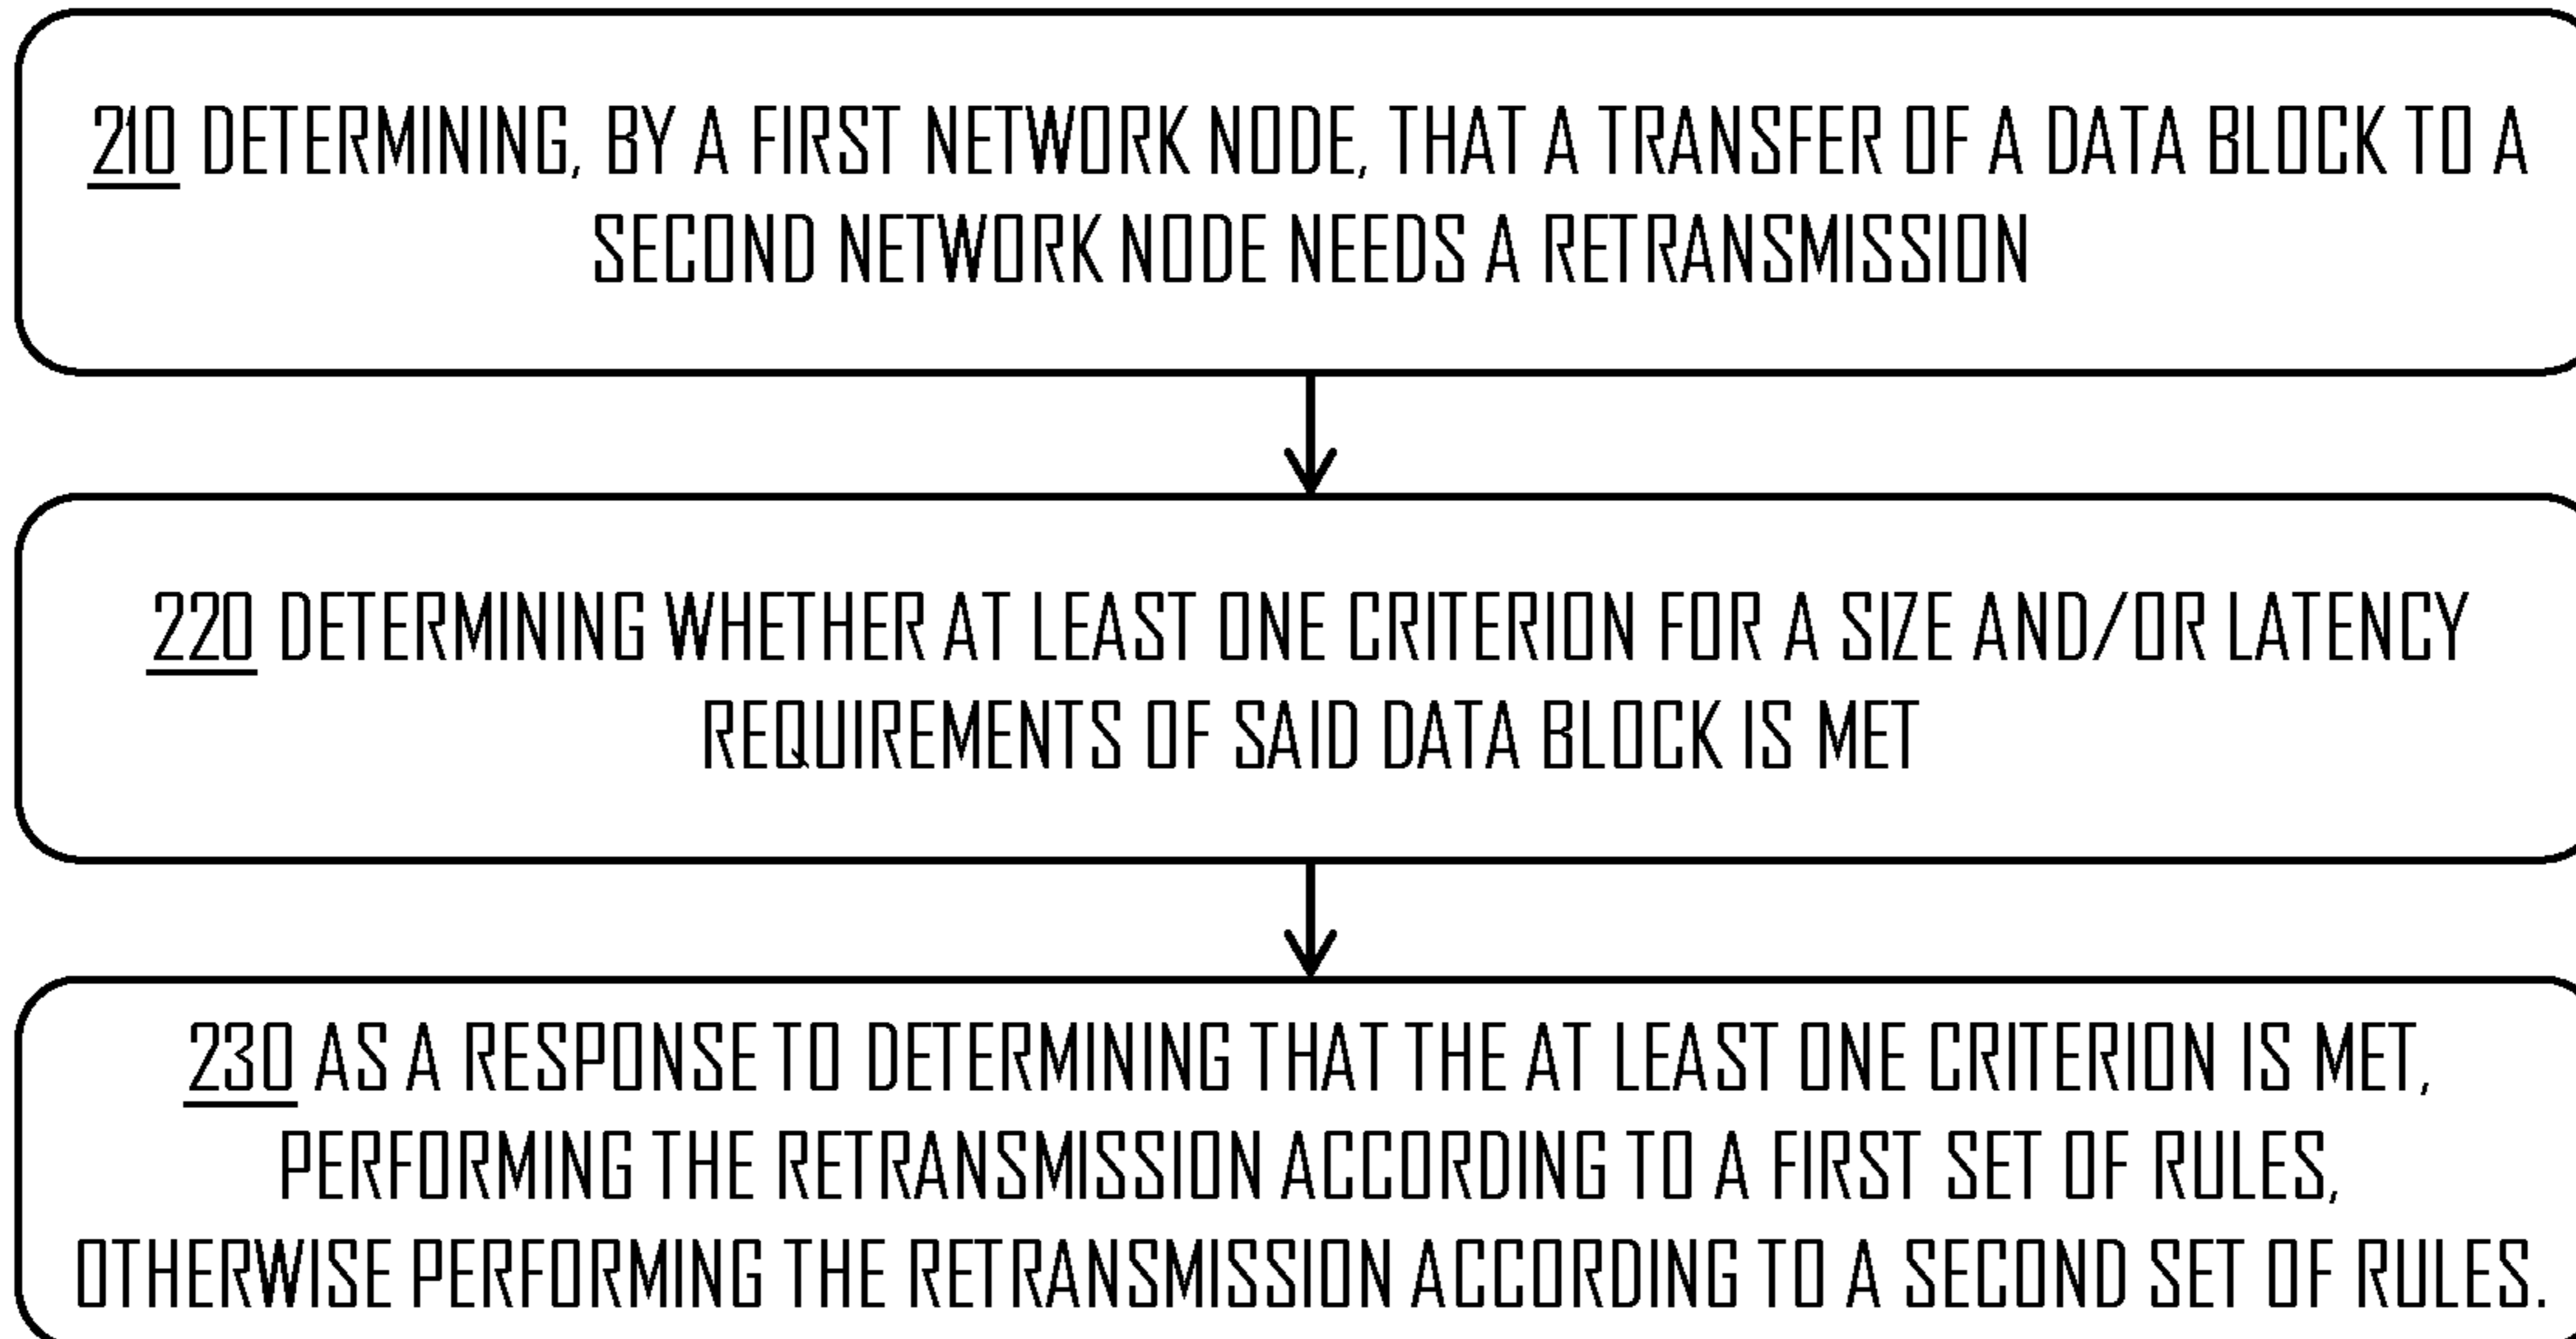 210 DETERMINING, BY A FIRST NETWORK NODE, THAT A TRANSFER OF A DATA BLOCK TO A
SECOND NETWORK NODE NEEDS A RETRANSMISSION
220 DETERMINING WHETHER AT LEAST ONE CRITERION FOR A SIZE AND/OR LATENCY
REQUIREMENTS OF SAID DATA BLOCK IS MET
230 AS A RESPONSE TO DETERMINING THAT THE AT LEAST ONE CRITERION IS MET,
PERFORMING THE RETRANSMISSION ACCORDING TO A FIRST SET OF RULES,
OTHERWISE PERFORMING THE RETRANSMISSION ACCORDING TO A SECOND SET OF RULES.